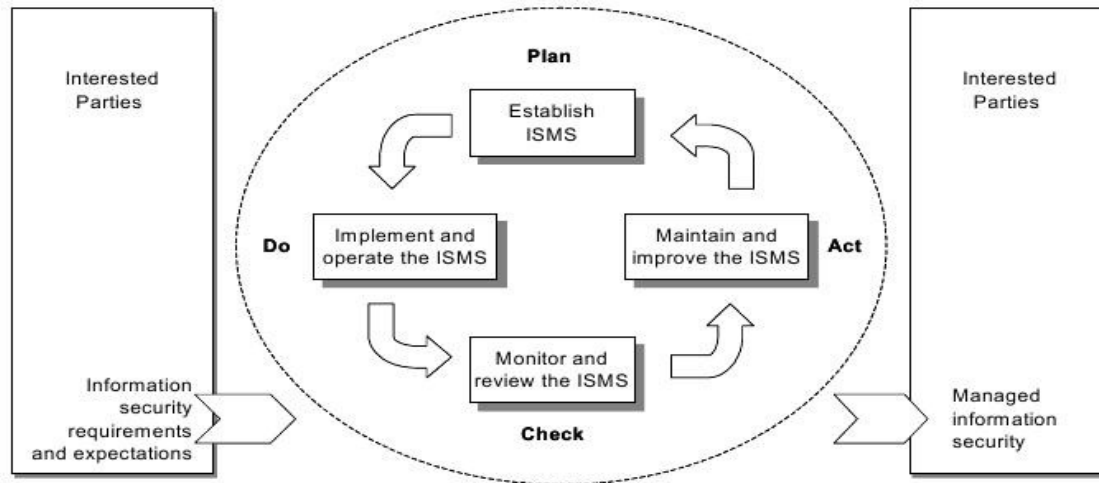 Interested
Parties
Information
security
requirements
and expectations
Plan
Establish
ISMS
Do
Implement and
operate the ISMS
Maintain and
improve the ISMS
Act
Monitor and
review the ISMS
Check
Interested
Parties
Managed
information
security